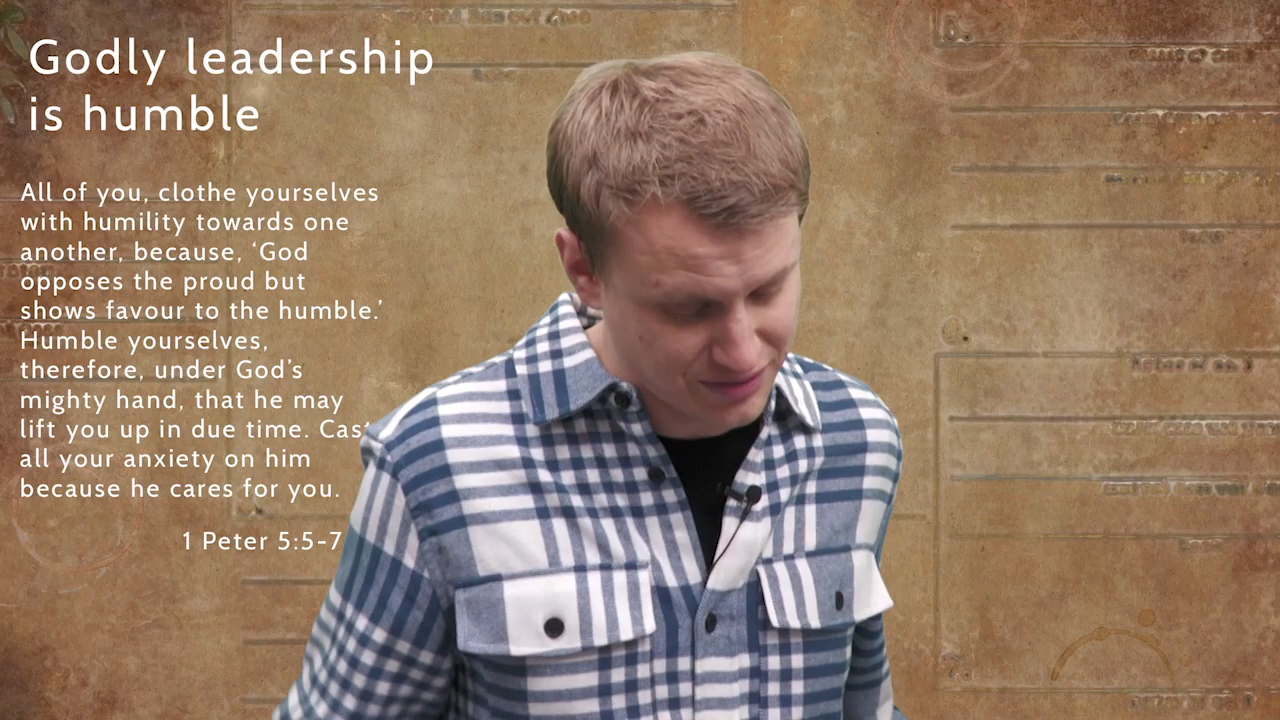 Godly leadership
is humble
All of you, clothe yourselves
with humility towards one
another, because, ‘God
opposes the proud but
shows favour to the humble.’
Humble yourselves,
therefore, under God’s
mighty hand, that he may
lift you up in due time. Cast
all your anxiety on him
because he cares for you.
1 Peter 5:5-7